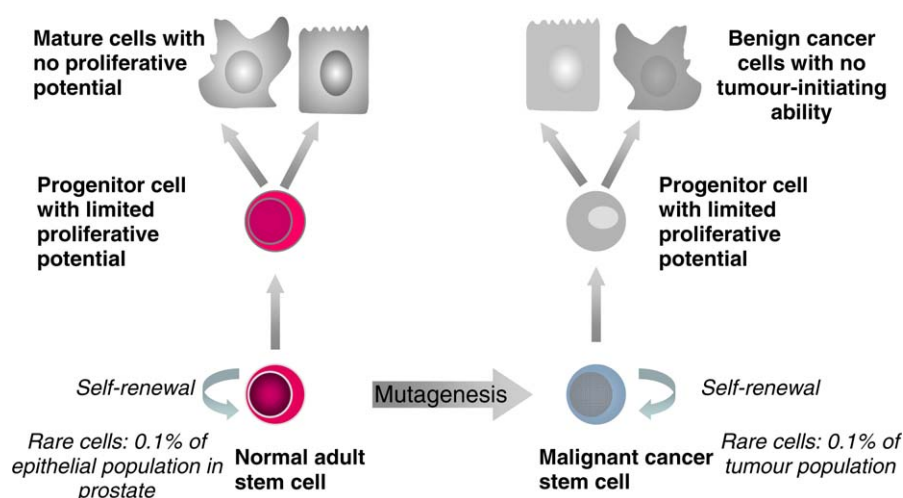 Mature cells with
no proliferative
potential
Benign cancer
cells with no
tumour-initiating
ability
Progenitor cell
with limited
proliferative
potential
Progenitor cell
with limited
proliferative
potential
Self-renewal
Mutagenesis
Self-renewal
Rare cells: 0.1% of
epithelial population in
prostate
Normal adult
stem cell
Malignant cancer
stem cell
Rare cells: 0.1% of
tumour population